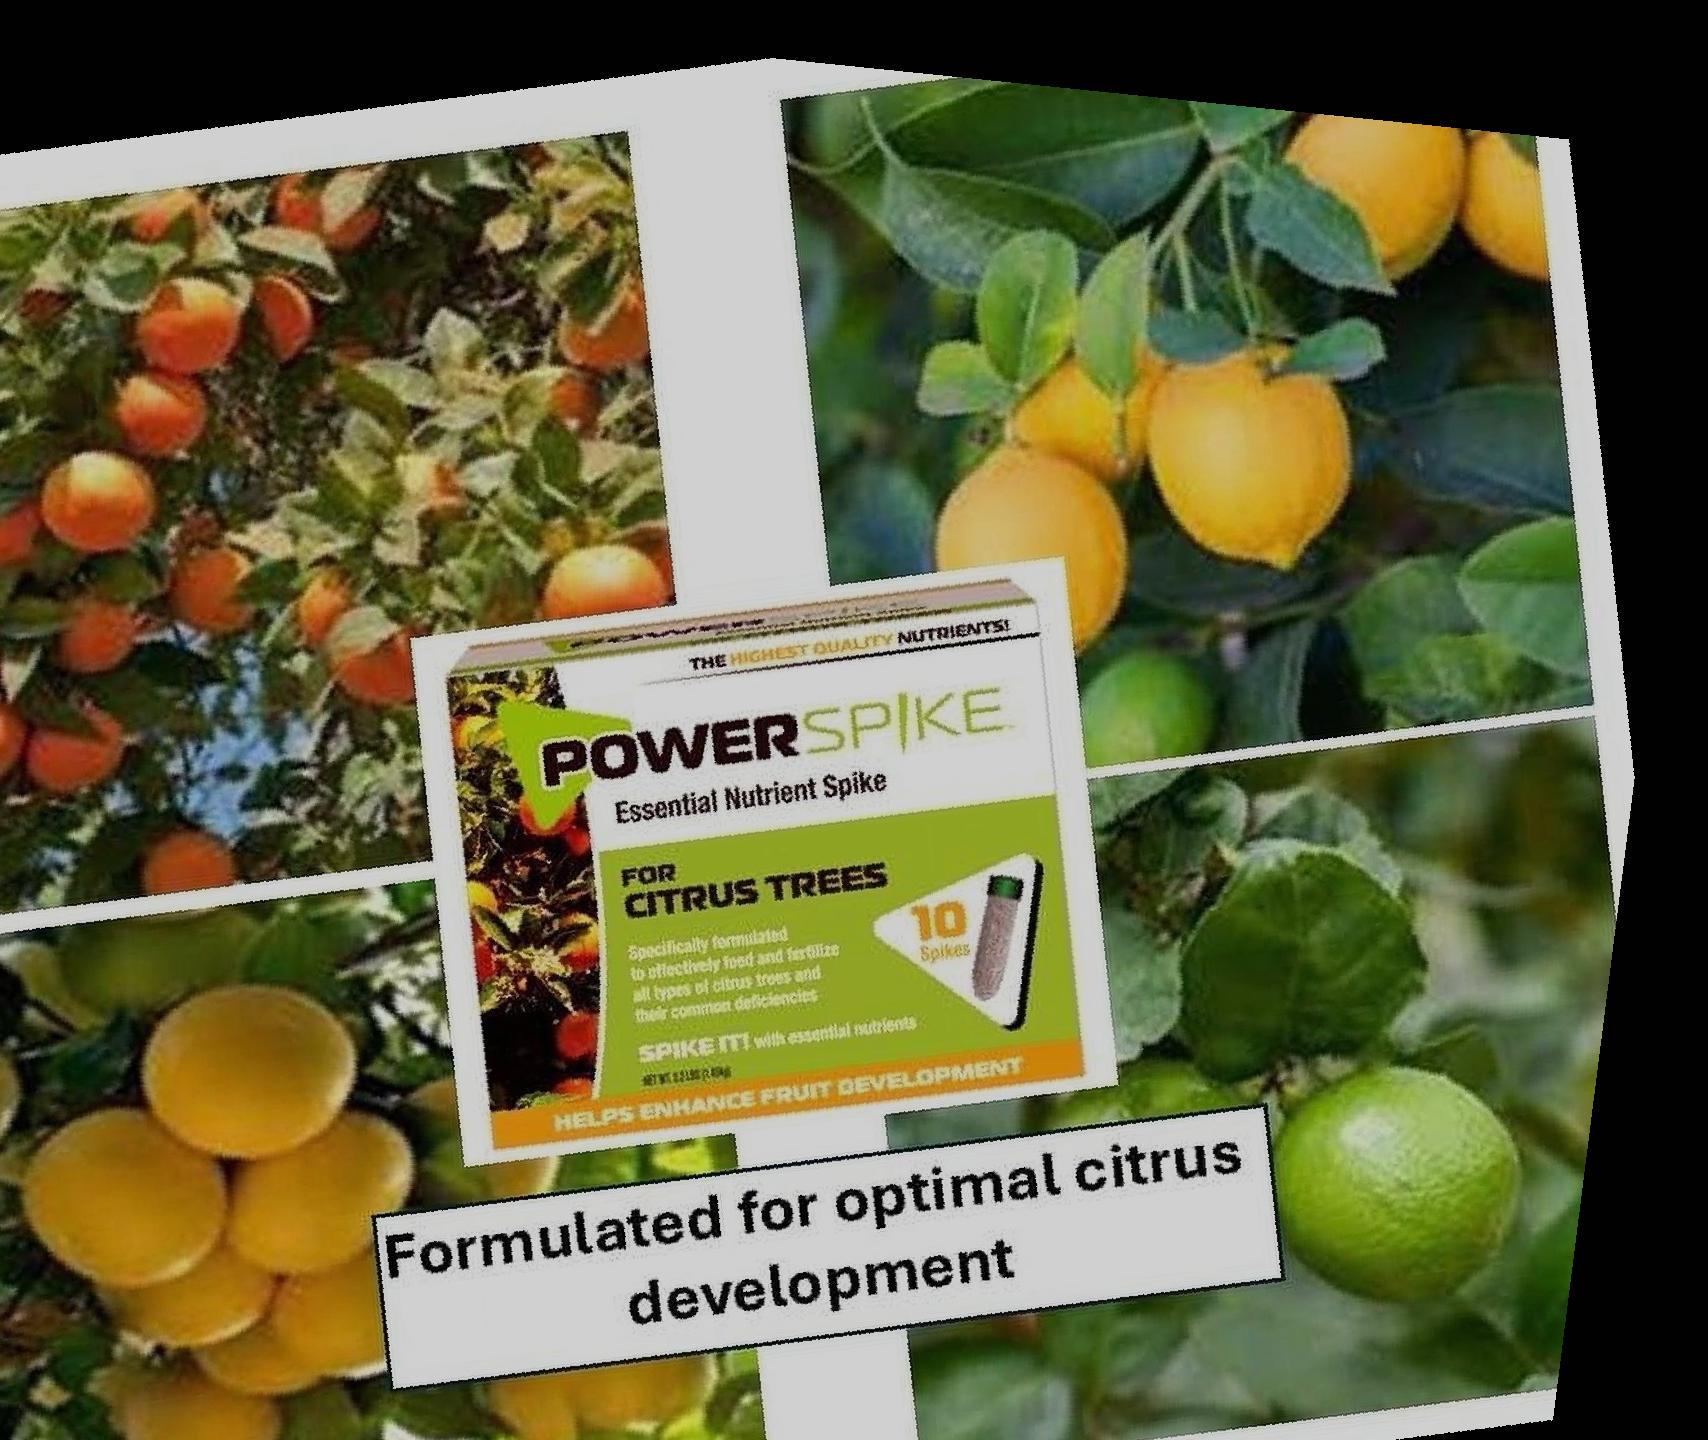 THE HIGHEST QUALITY NUTRIENTS!
POWERSPIKE
Essential Nutrient Spike
FOR
CITRUS TREES
10
Spikes
Specifically formulated
to effectively feed and fertilize
all types of citrus trees and
their common deficiencies
SPIKE IT! with essential nutrients
HELPS ENHANCE FRUIT DEVELOPMENT
Formulated for optimal citrus
development